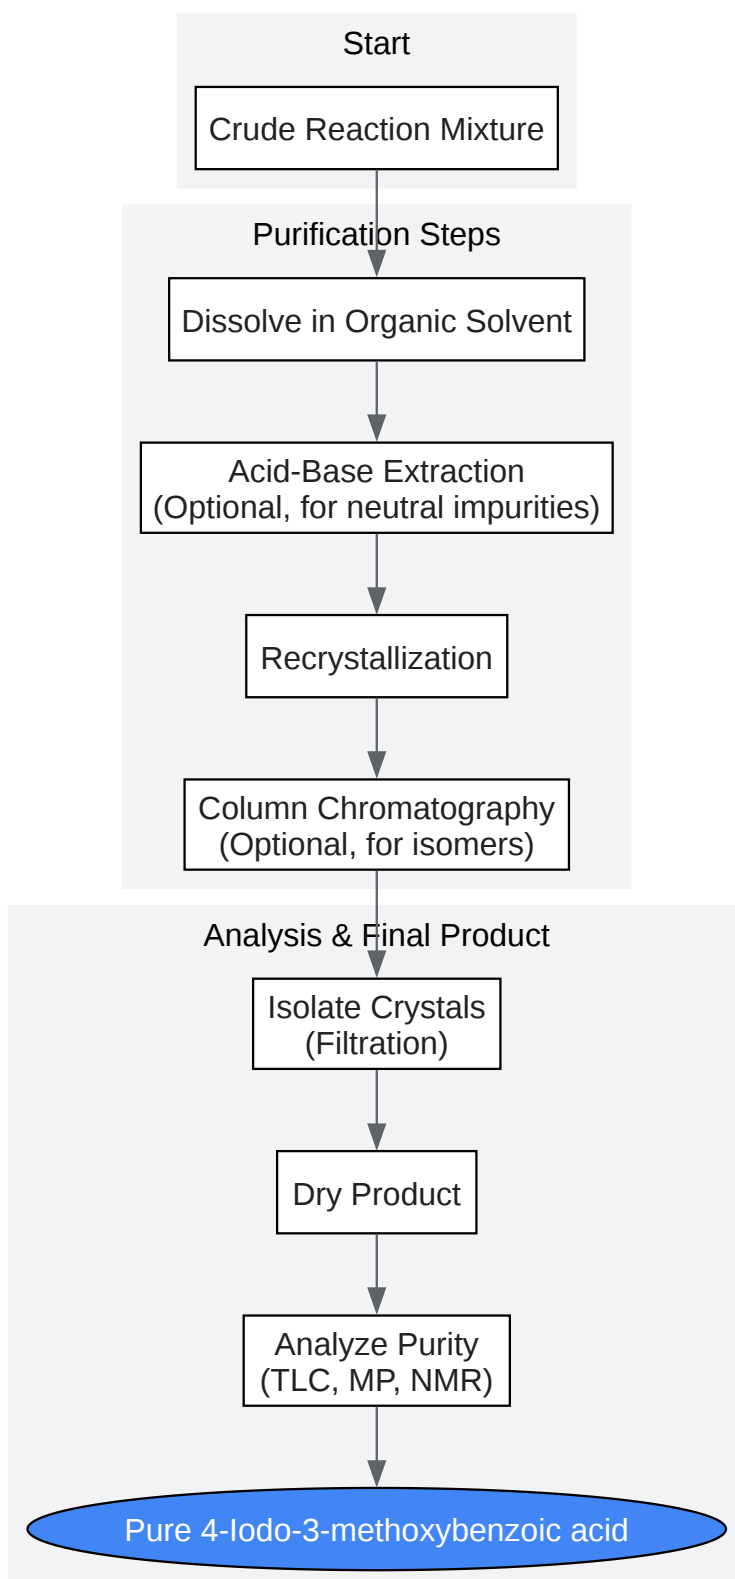 Start
Crude Reaction Mixture
Purification Steps
Dissolve in Organic Solvent
Acid-Base Extraction
(Optional, for neutral impurities)
Recrystallization
Column Chromatography
(Optional, for isomers)
Analysis & Final Product
Isolate Crystals
(Filtration)
Dry Product
Analyze Purity
(TLC, MP, NMR)
Pure 4-Iodo-3-methoxybenzoic acid